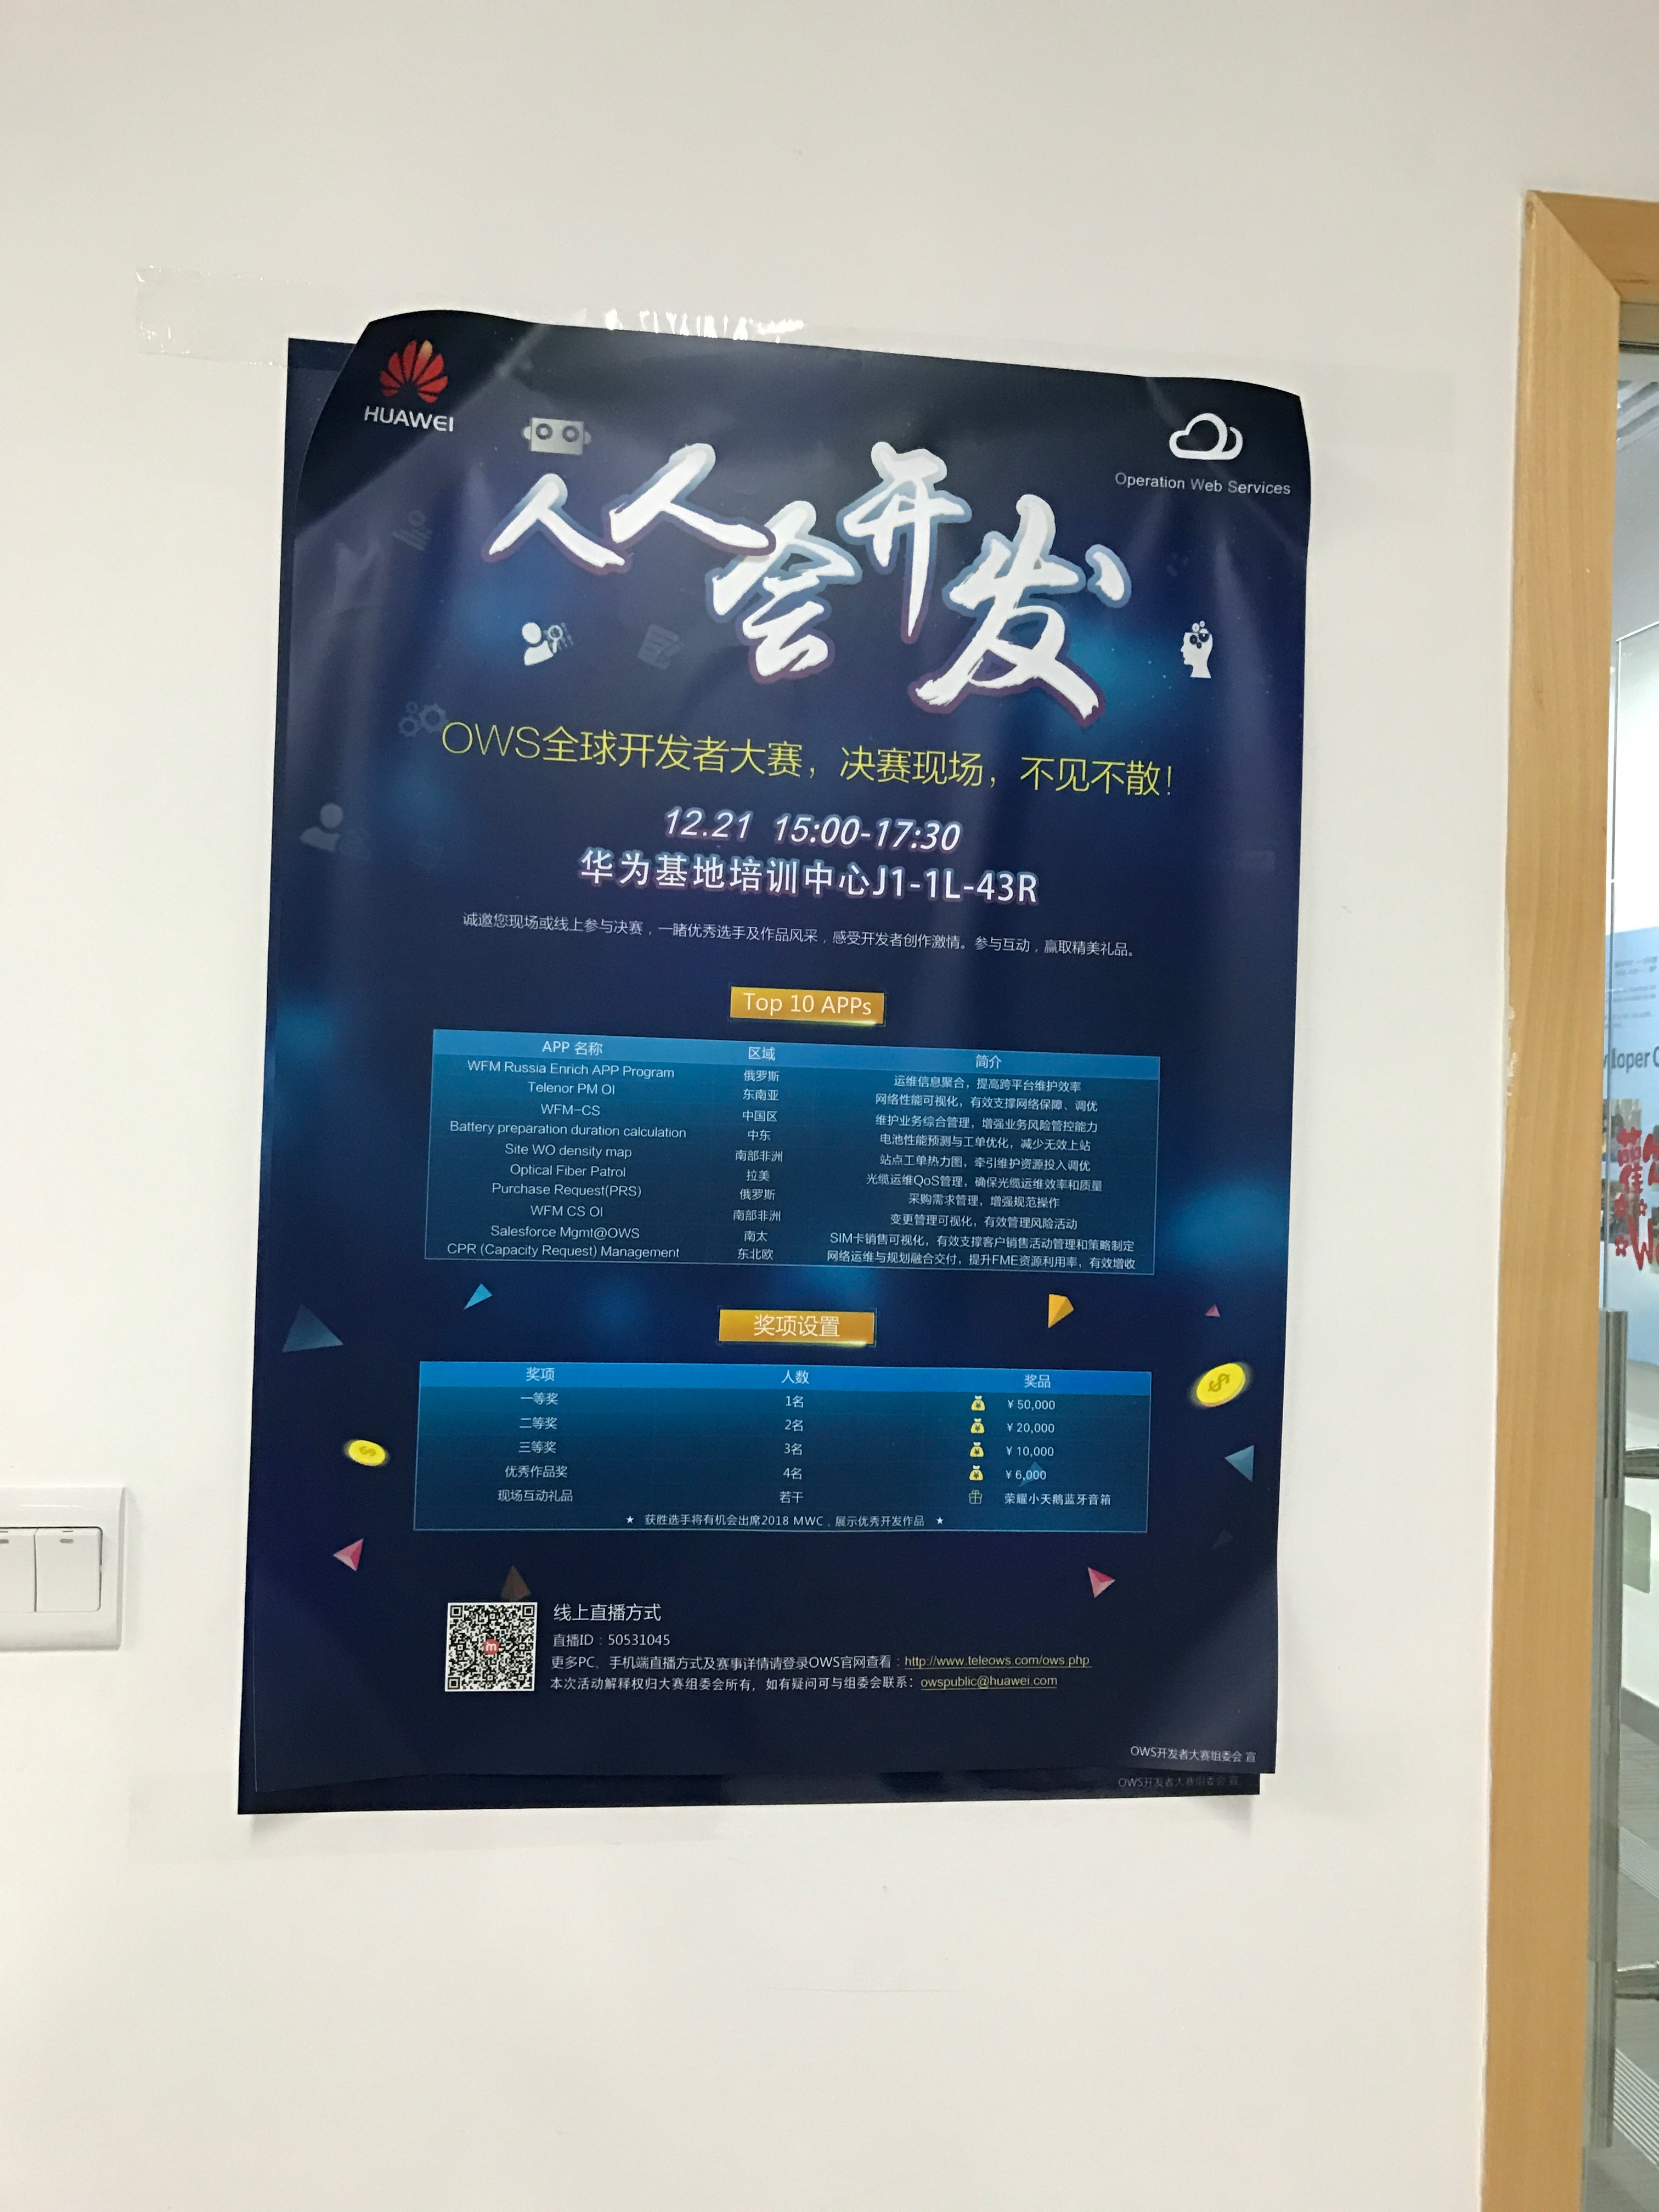 HUAWEI
Operation Web Services
人人会开发
OWS全球开发者大赛，决赛现场，不见不散！
12.21 15:00-17:30
华为基地培训中心J1-1L-43R
诚邀您现场或线上参与决赛，一睹优秀选手及作品风采，感受开发者创作激情。参与互动，赢取精美礼品。
Top 10 APPs
APP 名称 区域 简介
WFM Russia Enrich APP Program 俄罗斯 运维信息聚合，提高跨平台维护效率
Telenor PM OI 东南亚 网络性能可视化，有效支撑网络保障、调优
WFM-CS 中国区 维护业务综合管理，增强业务风险管控能力
Battery preparation duration calculation 中东 电池性能预测与工单优化，减少无效上站
Site WO density map 南部非洲 站点工单热力图，牵引维护资源投入调优
Optical Fiber Patrol 拉美 光缆运维QoS管理，确保光缆运维效率和质量
Purchase Request(PRS) 俄罗斯 采购需求管理，增强规范操作
WFM CS OI 南部非洲 变更管理可视化，有效管理风险活动
Salesforce Mgmt@OWS 南太 SIM卡销售可视化，有效支撑客户销售活动管理和策略制定
CPR (Capacity Request) Management 东北欧 网络运维与规划融合交付，提升FME资源利用率，有效增收
奖项设置
奖项 人数 奖品
一等奖 1名 ¥ 50,000
二等奖 2名 ¥ 20,000
三等奖 3名 ¥ 10,000
优秀作品奖 4名 ¥ 6,000
现场互动礼品 若干 荣耀小天鹅蓝牙音箱
★ 获胜选手将有机会出席2018 MWC，展示优秀开发作品 ★
线上直播方式
直播ID：50531045
更多PC、手机端直播方式及赛事详情请登录OWS官网查看：http://www.teleows.com/ows.php
本次活动解释权归大赛组委会所有，如有疑问可与组委会联系：owspublic@huawei.com
OWS开发者大赛组委会 宣
OWS开发者大赛组委会 宣
loper